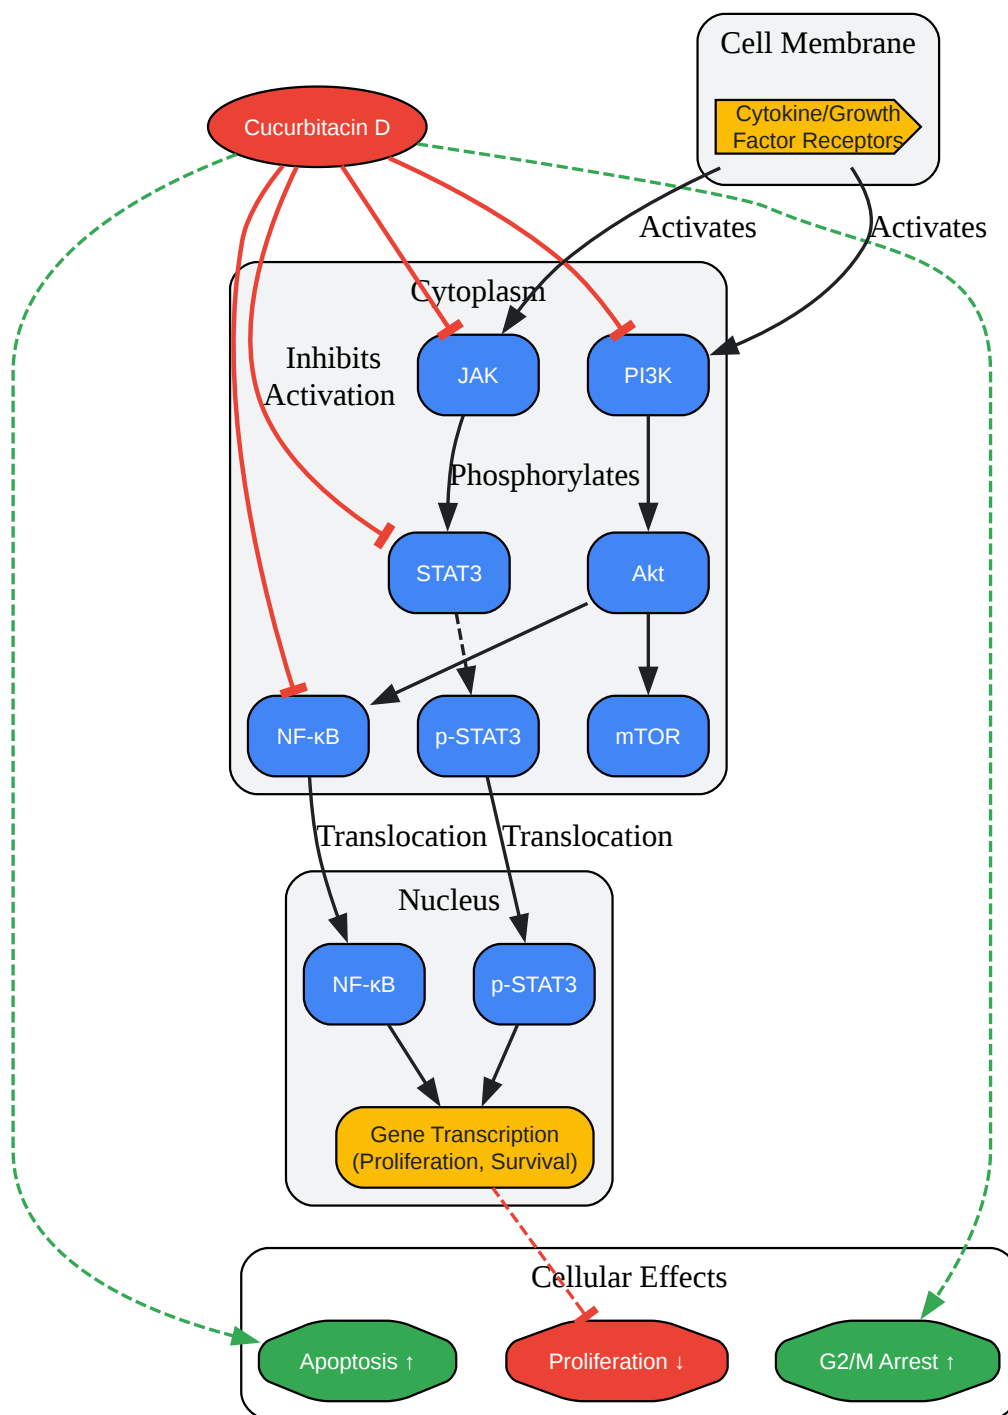 Cell Membrane
Cucurbitacin D
Cytokine/Growth
Factor Receptors
Activates
Activates
Cytoplasm
Inhibits
Activation
JAK
PI3K
Phosphorylates
STAT3
Akt
NF-κB
p-STAT3
mTOR
Translocation
Translocation
Nucleus
NF-κB
p-STAT3
Gene Transcription
(Proliferation, Survival)
Cellular Effects
Apoptosis ↑
Proliferation ↓
G2/M Arrest ↑